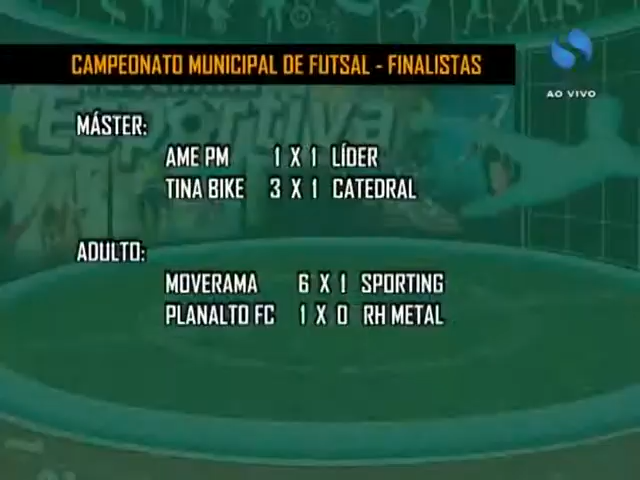 CAMPEONATO MUNICIPAL DE FUTSAL - FINALISTAS
AO VIVO
Esportiva
MÁSTER:
AME PM 1 X 1 LÍDER
TINA BIKE 3 X 1 CATEDRAL
ADULTO:
MOVERAMA 6 X 1 SPORTING
PLANALTO FC 1 X 0 RH METAL